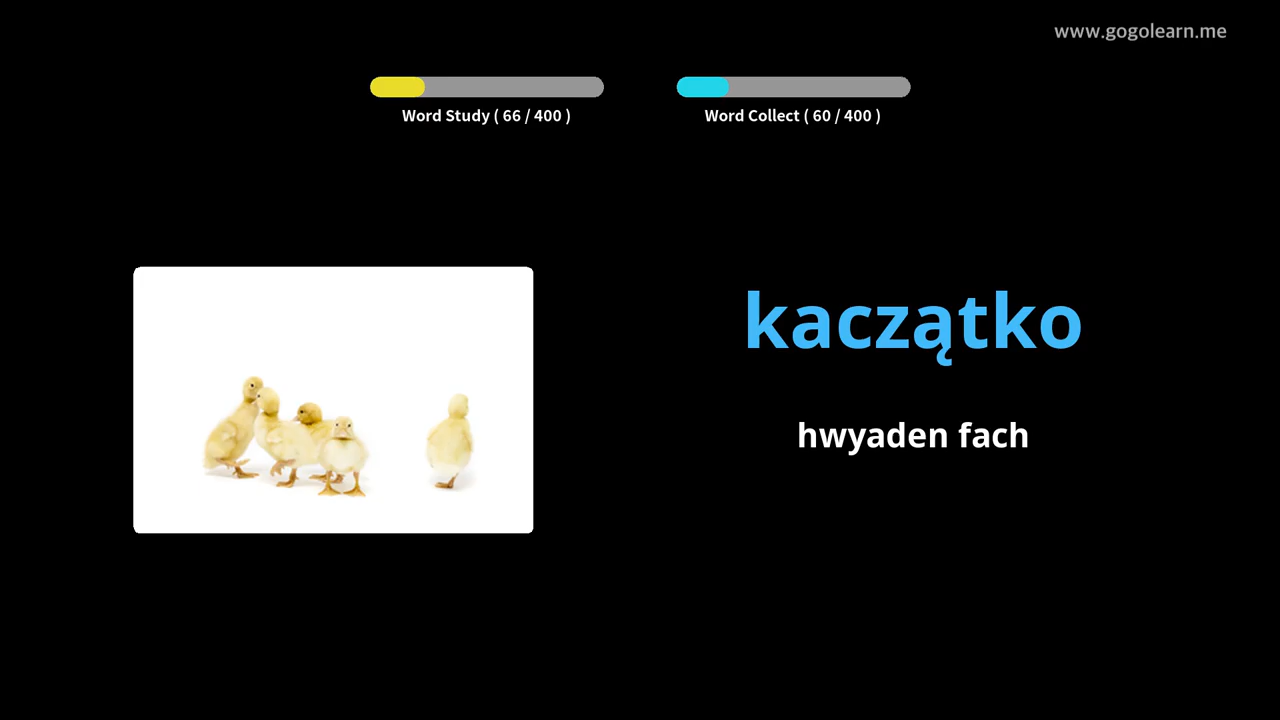 www.gogolearn.me
Word Study ( 66 / 400 )
Word Collect ( 60 / 400 )
kaczątko
hwyaden fach